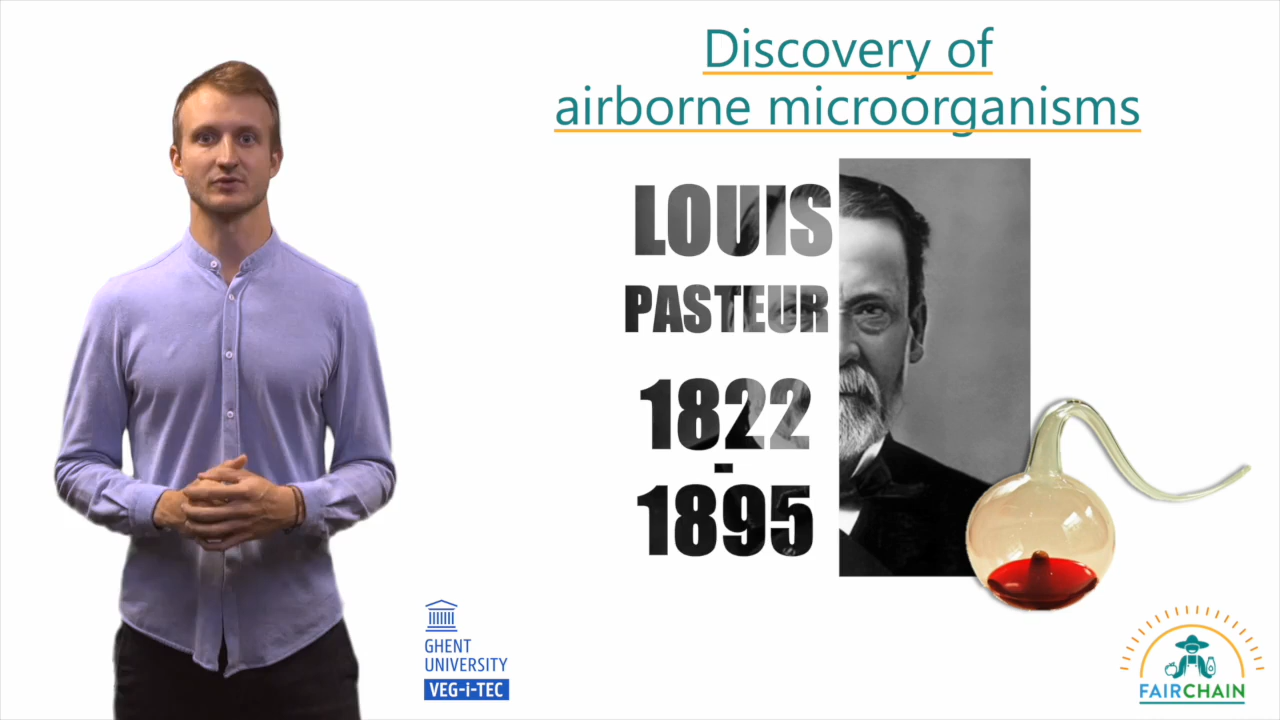 Discovery of
airborne microorganisms
LOUIS
PASTEUR
1822
-
1895
GHENT
UNIVERSITY
VEG-i-TEC
FAIRCHAIN